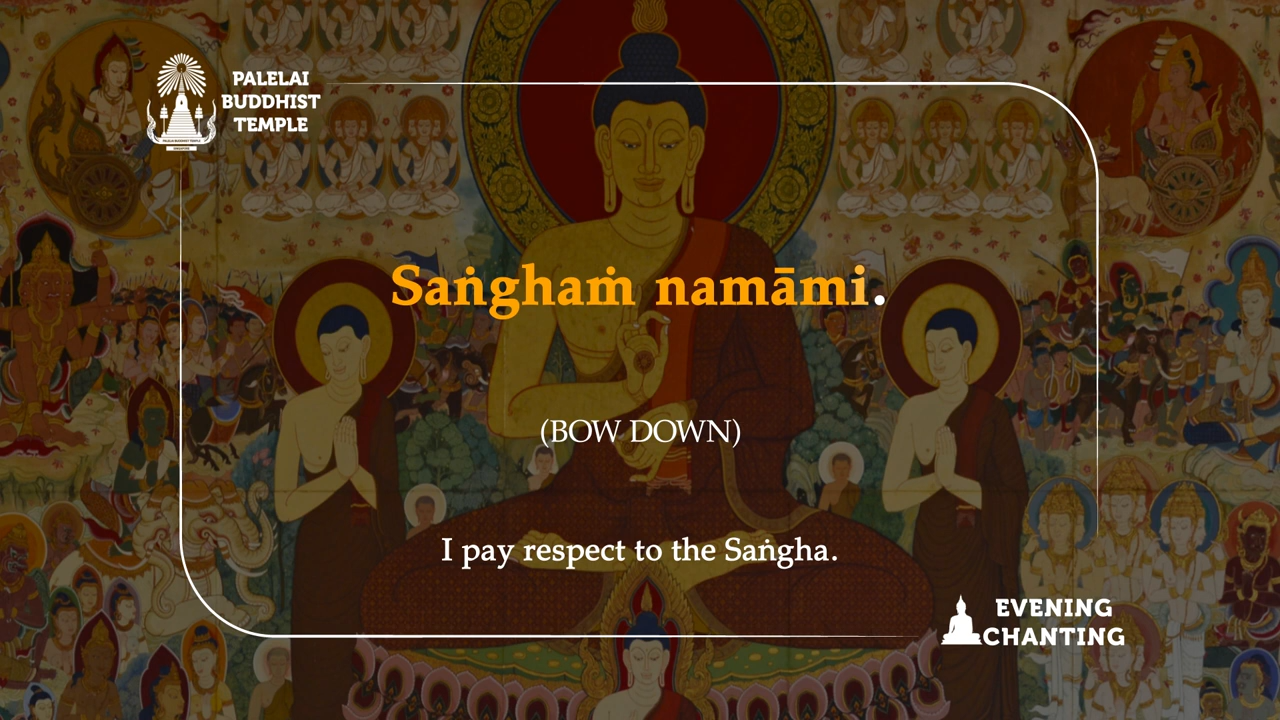 PALELAI
BUDDHIST
TEMPLE
Saṅghaṁ namāmi.
(BOW DOWN)
I pay respect to the Saṅgha.
EVENING
CHANTING